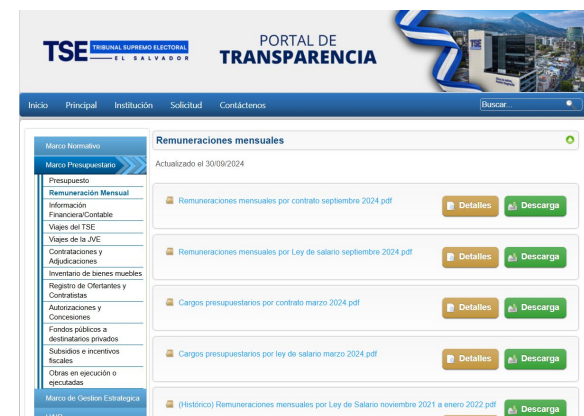 TSE TRIBUNAL SUPREMO ELECTORAL
EL SALVADOR
PORTAL DE
TRANSPARENCIA
TSE
Inicio Principal Institución Solicitud Contáctenos Buscar...
Marco Normativo
Marco Presupuestario
Presupuesto
Remuneración Mensual
Información
Financiera/Contable
Viajes del TSE
Viajes de la JVE
Contrataciones y
Adjudicaciones
Inventario de bienes muebles
Registro de Ofertantes y
Contratistas
Autorizaciones y
Concesiones
Fondos públicos a
destinatarios privados
Subsidios e incentivos
fiscales
Obras en ejecución o
ejecutadas
Marco de Gestion Estrategica
Remuneraciones mensuales
Actualizado el 30/09/2024
Remuneraciones mensuales por contrato septiembre 2024.pdf
Detalles Descarga
Remuneraciones mensuales por Ley de salario septiembre 2024.pdf
Detalles Descarga
Cargos presupuestarios por contrato marzo 2024.pdf
Detalles Descarga
Cargos presupuestarios por ley de salario marzo 2024.pdf
Detalles Descarga
(Histórico) Remuneraciones mensuales por Ley de Salario noviembre 2021 a enero 2022.pdf
Descarga